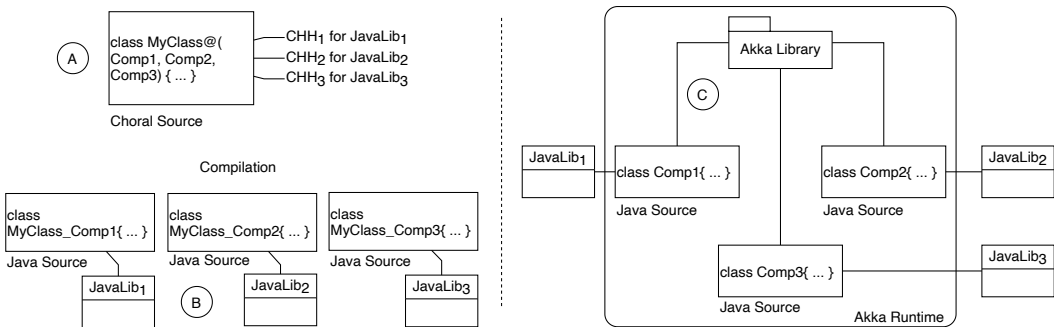 A
class MyClass@(
Comp1, Comp2,
Comp3) { ... }
CHH₁ for JavaLib₁
CHH₂ for JavaLib₂
CHH₃ for JavaLib₃
Choral Source
Compilation
class
MyClass_Comp1{ ... }
Java Source
JavaLib₁
class
MyClass_Comp2{ ... }
Java Source
JavaLib₂
class
MyClass_Comp3{ ... }
Java Source
JavaLib₃
B
Akka Library
C
JavaLib₁
class Comp1{ ... }
Java Source
class Comp2{ ... }
Java Source
JavaLib₂
class Comp3{ ... }
Java Source
JavaLib₃
Akka Runtime